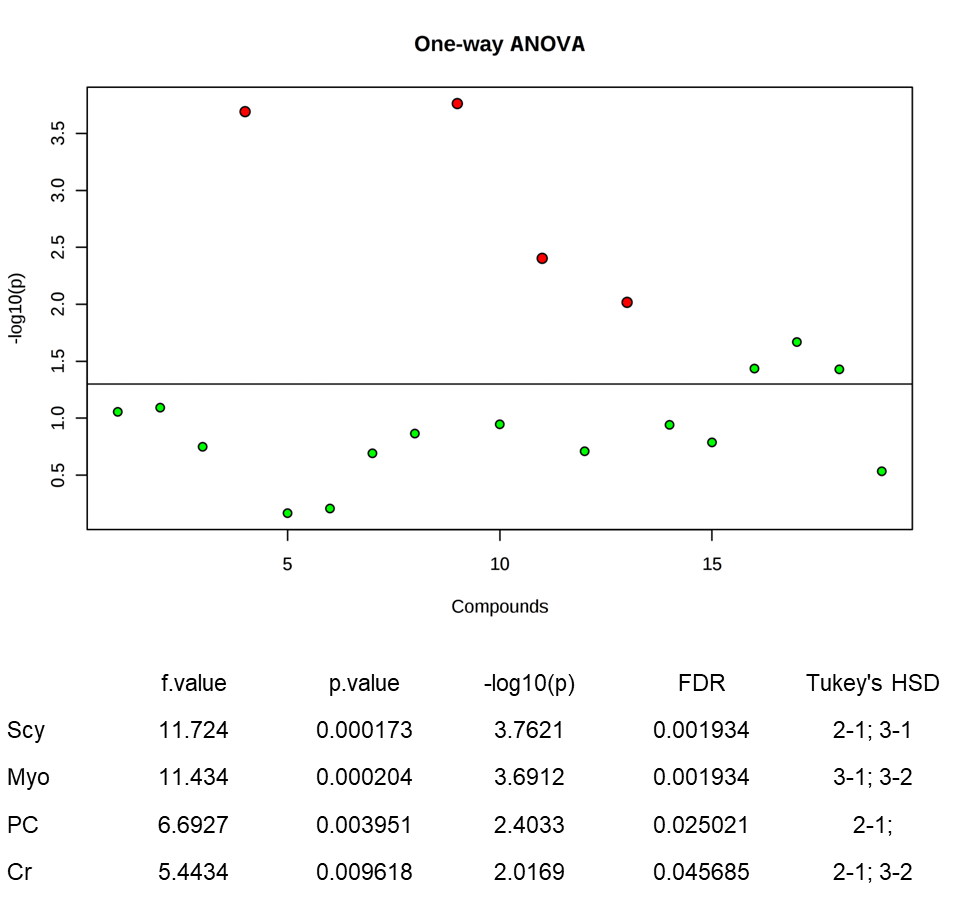 One-way ANOVA
3.5
3.0
2.5
2.0
1.5
1.0
0.5
-log10(p)
5 10 15
Compounds
f.value p.value -log10(p) FDR Tukey's HSD
Scy 11.724 0.000173 3.7621 0.001934 2-1; 3-1
Myo 11.434 0.000204 3.6912 0.001934 3-1; 3-2
PC 6.6927 0.003951 2.4033 0.025021 2-1;
Cr 5.4434 0.009618 2.0169 0.045685 2-1; 3-2